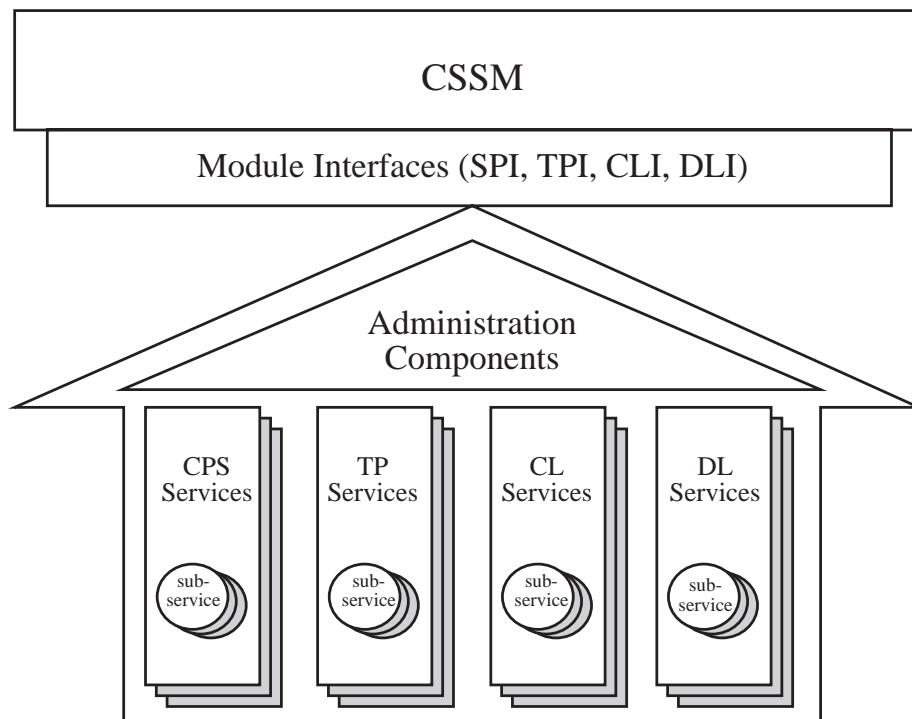 CSSM
Module Interfaces (SPI, TPI, CLI, DLI)
Administration
Components
CPS
Services
TP
Services
CL
Services
DL
Services
sub-
service
sub-
service
sub-
service
sub-
service